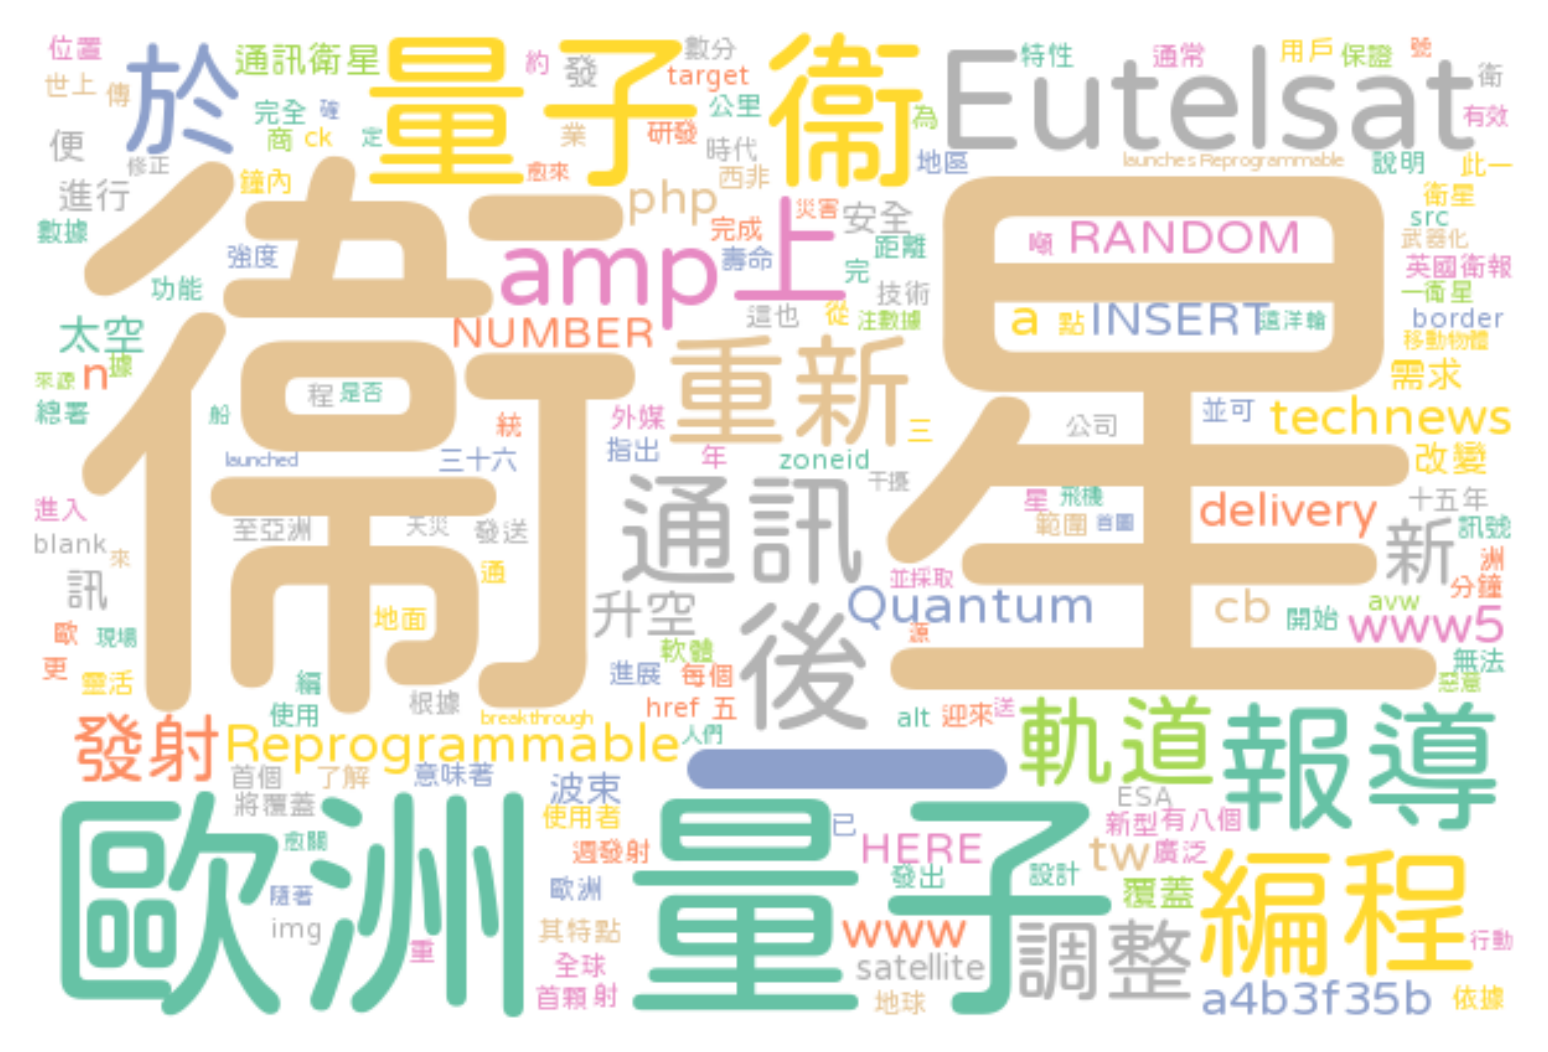 位置
世上
傳
於
通訊衛星
完全
確
商
ck
定
便
修正
進行
鐘內
數據
強度
功能
太空
據
來源
n
總署
量子衞
約
發
數分
target
公里
業
研發
時代
愈來
西非
php
完成
災害
安全
amp
上
壽命
距離
完
技術
這也
從
注數據
NUMBER
Eutelsat
特性
通常
用戶
保證
號
衛
有效
為
地區
launches Reprogrammable
說明
此一
衛星
src
武器化
英國衛報
一衛星
border
移動物體
需求
RANDOM
a
點
INSERT
遠洋輪
衞星
程
是否
船
統
launched
三十六
外媒
指出
年
重新
三
zoneid
干擾
公司
並可
technews
改變
進入
blank
來
訊
歐
現場
更
靈活
至亞洲
天災
發送
通
地面
通訊
升空
軟體
進展
每個
後
並採取
Quantum
源
星
飛機
範圍
首圖
delivery
十五年
新
訊號
洲
分鐘
cb
開始
avw
www5
無法
惡意
編
使用
根據
breakthrough
href
五
人們
alt
迎來
送
發射
Reprogrammable
一
軌道
報導
首個
了解
意味著
將覆蓋
波束
使用者
週發射
歐洲
愈關
隨著
img
重
歐洲
其特點
全球
首顆
射
量子
已
HERE
發出
www
satellite
地球
ESA
新型
有八個
tw
廣泛
設計
覆蓋
調整
編程
行動
a4b3f35b
依據